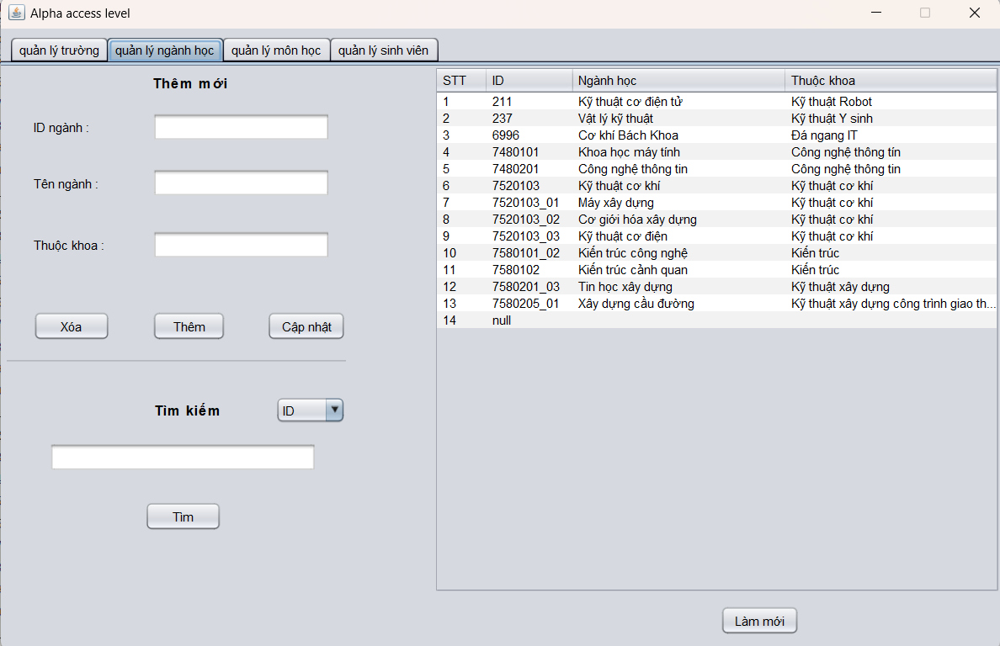 Alpha access level
quản lý trường quản lý ngành học quản lý môn học quản lý sinh viên
Thêm mới
ID ngành :
Tên ngành :
Thuộc khoa :
Xóa Thêm Cập nhật
Tìm kiếm ID
Tìm
STT ID Ngành học Thuộc khoa
1 211 Kỹ thuật cơ điện tử Kỹ thuật Robot
2 237 Vật lý kỹ thuật Kỹ thuật Y sinh
3 6996 Cơ khí Bách Khoa Đá ngang IT
4 7480101 Khoa học máy tính Công nghệ thông tín
5 7480201 Công nghệ thông tin Công nghệ thông tin
6 7520103 Kỹ thuật cơ khí Kỹ thuật cơ khí
7 7520103_01 Máy xây dựng Kỹ thuật cơ khí
8 7520103_02 Cơ giới hóa xây dựng Kỹ thuật cơ khí
9 7520103_03 Kỹ thuật cơ điện Kỹ thuật cơ khí
10 7580101_02 Kiến trúc công nghệ Kiến trúc
11 7580102 Kiến trúc cảnh quan Kiến trúc
12 7580201_03 Tin học xây dựng Kỹ thuật xây dựng
13 7580205_01 Xây dựng cầu đường Kỹ thuật xây dựng công trình giao th...
14 null
Làm mới